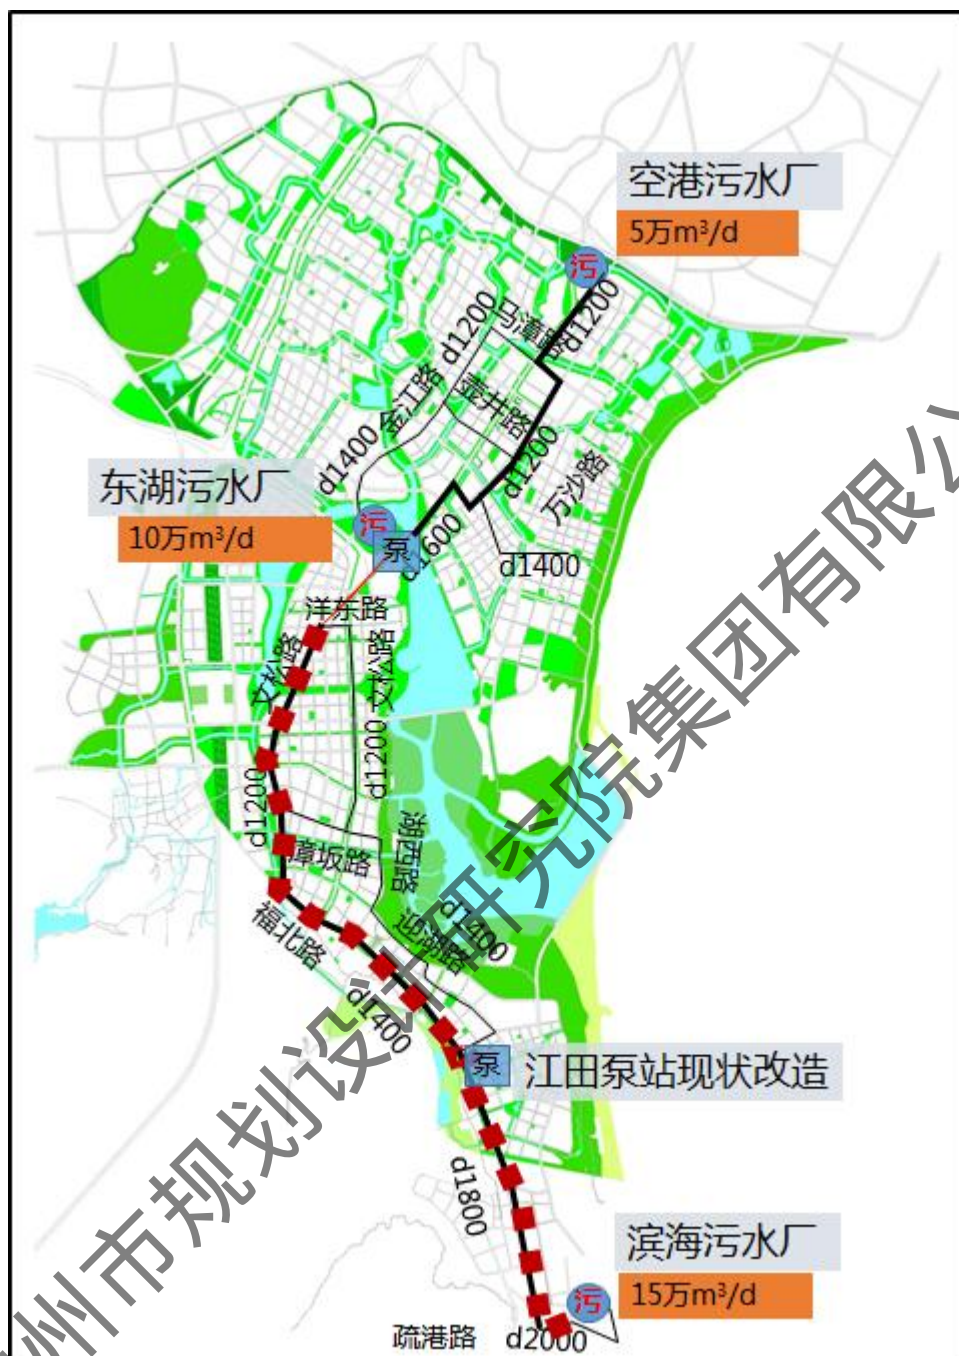 空港污水厂
5万m³/d
污
d1200
马漳路
d1200
金江路
壶井路
d1400
d1200
万沙路
东湖污水厂
10万m³/d
污
泵
d1600
d1400
洋东路
文松路
文松路
d1200
d1200
漳坂路
湖西路
福北路
迎湖路
d1400
d1400
泵
江田泵站现状改造
d1800
滨海污水厂
15万m³/d
污
疏港路
d2000
州市规划设计研究院集团有限公